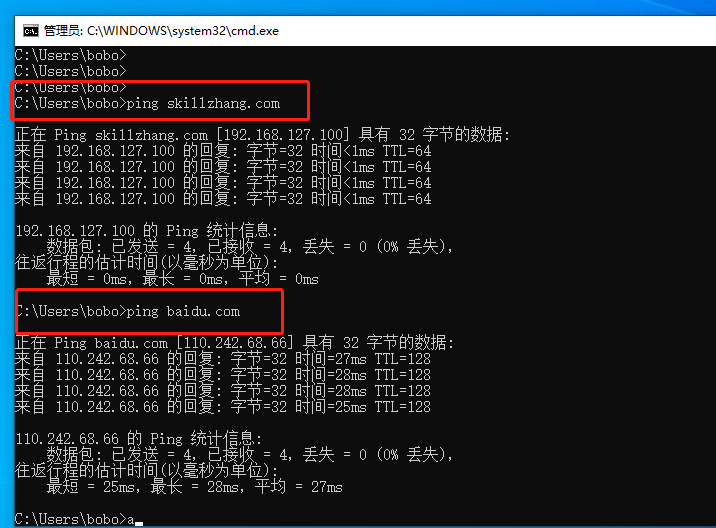 管理员: C:\WINDOWS\system32\cmd.exe
C:\Users\bobo>
C:\Users\bobo>
C:\Users\bobo>
C:\Users\bobo>ping skillzhang.com
正在 Ping skillzhang.com [192.168.127.100] 具有 32 字节的数据:
来自 192.168.127.100 的回复: 字节=32 时间<1ms TTL=64
来自 192.168.127.100 的回复: 字节=32 时间<1ms TTL=64
来自 192.168.127.100 的回复: 字节=32 时间<1ms TTL=64
来自 192.168.127.100 的回复: 字节=32 时间<1ms TTL=64
192.168.127.100 的 Ping 统计信息:
数据包: 已发送 = 4, 已接收 = 4, 丢失 = 0 (0% 丢失),
往返行程的估计时间(以毫秒为单位):
最短 = 0ms, 最长 = 0ms, 平均 = 0ms
C:\Users\bobo>ping baidu.com
正在 Ping baidu.com [110.242.68.66] 具有 32 字节的数据:
来自 110.242.68.66 的回复: 字节=32 时间=27ms TTL=128
来自 110.242.68.66 的回复: 字节=32 时间=28ms TTL=128
来自 110.242.68.66 的回复: 字节=32 时间=28ms TTL=128
来自 110.242.68.66 的回复: 字节=32 时间=25ms TTL=128
110.242.68.66 的 Ping 统计信息:
数据包: 已发送 = 4, 已接收 = 4, 丢失 = 0 (0% 丢失),
往返行程的估计时间(以毫秒为单位):
最短 = 25ms, 最长 = 28ms, 平均 = 27ms
C:\Users\bobo>a